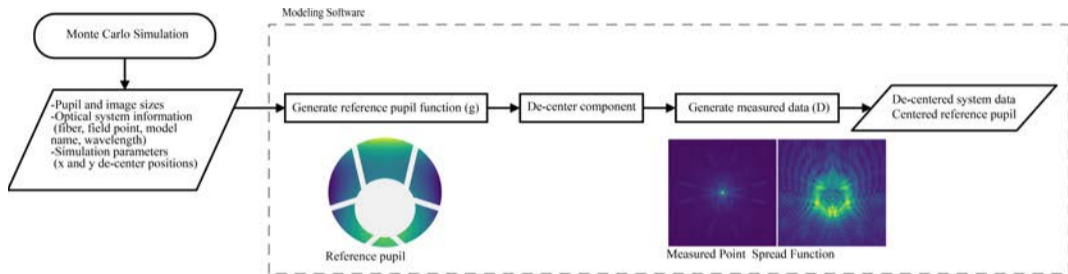 Modeling Software
Monte Carlo Simulation
-Pupil and image sizes
-Optical system information
(fiber, field point, model
name, wavelength)
-Simulation parameters
(x and y de-center positions)
Generate reference pupil function (g)
De-center component
Generate measured data (D)
De-centered system data
Centered reference pupil
Reference pupil
Measured Point Spread Function